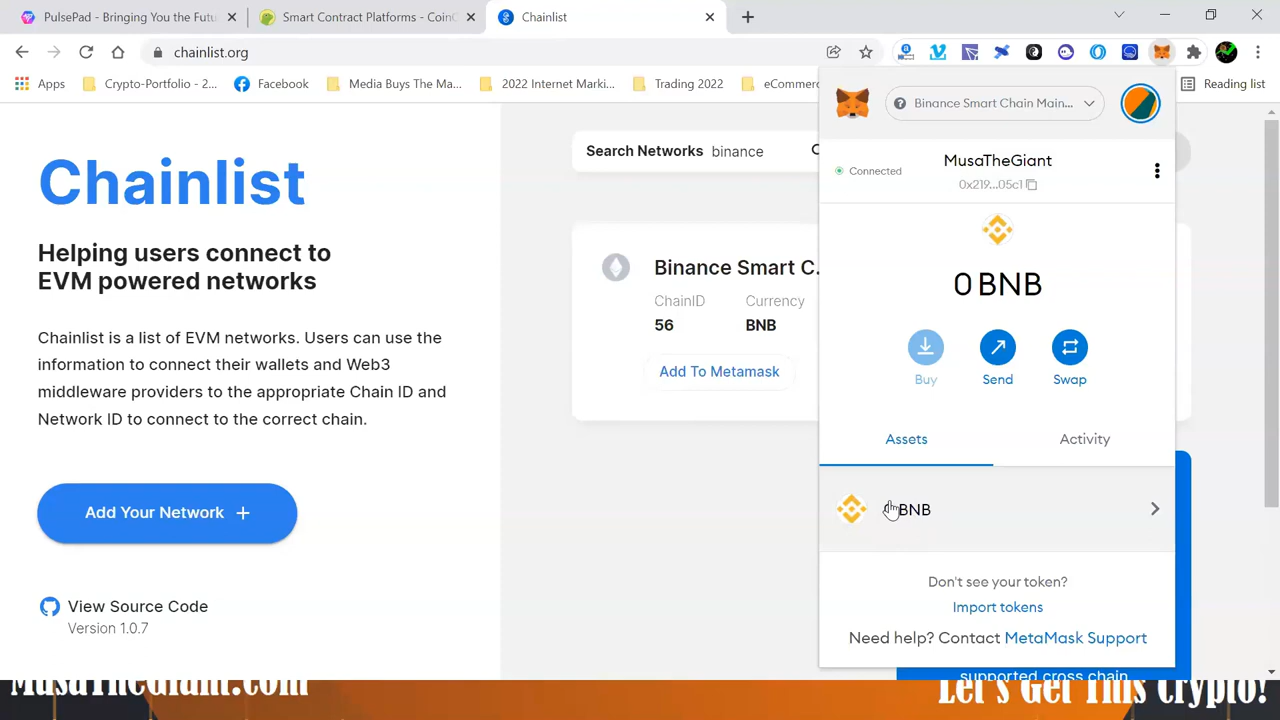 PulsePad - Bringing You the Futu
Smart Contract Platforms - CoinC
Chainlist
chainlist.org
Apps
Crypto-Portfolio - 2...
Facebook
Media Buys The Ma...
2022 Internet Marki...
Trading 2022
eCommerc
Reading list
Chainlist
Helping users connect to
EVM powered networks
Chainlist is a list of EVM networks. Users can use the
information to connect their wallets and Web3
middleware providers to the appropriate Chain ID and
Network ID to connect to the correct chain.
Add Your Network +
View Source Code
Version 1.0.7
Search Networks binance
Binance Smart C...
ChainID
Currency
56
BNB
Add To Metamask
Binance Smart Chain Main...
Connected
MusaTheGiant
0x219...05c1
0 BNB
Buy
Send
Swap
Assets
Activity
BNB
Don't see your token?
Import tokens
Need help? Contact MetaMask Support
supported cross chain
MusaTheGiant.com
Let's Get This Crypto!